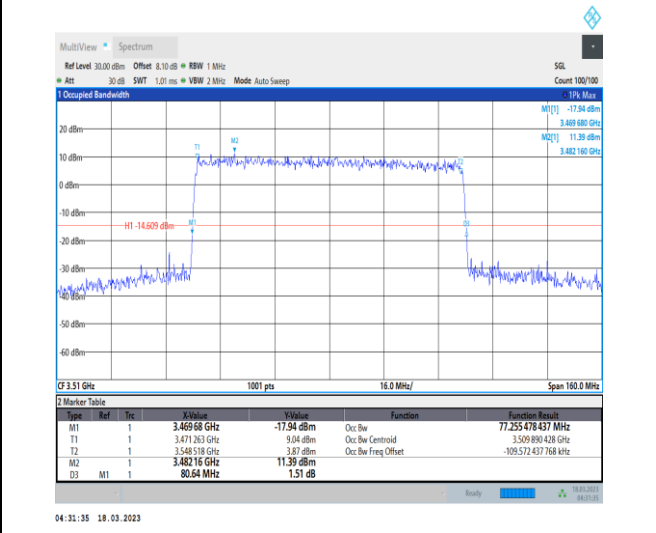 MultiView Spectrum
Ref Level 30.00 dBm Offset 8.10 dB RBW 1 MHz SGL
Att 30 dB SWT 1.01 ms VBW 2 MHz Mode Auto Sweep Count 100/100
1 Occupied Bandwidth 1Pk Max
M1[1] -17.94 dBm
3.469 680 GHz
M2[1] 11.39 dBm
3.482 160 GHz
20 dBm
M2
T1
10 dBm
T2
0 dBm
-10 dBm
H1 -14.609 dBm
M1
D3
-20 dBm
-30 dBm
-40 dBm
-50 dBm
-60 dBm
CF 3.51 GHz 1001 pts 16.0 MHz/ Span 160.0 MHz
2 Marker Table
Type Ref Trc X-Value Y-Value Function Function Result
M1 1 3.469 68 GHz -17.94 dBm Occ Bw 77.255 478 437 MHz
T1 1 3.471 263 GHz 9.04 dBm Occ Bw Centroid 3.509 890 428 GHz
T2 1 3.548 518 GHz 3.87 dBm Occ Bw Freq Offset -109.572 437 768 kHz
M2 1 3.482 16 GHz 11.39 dBm
D3 M1 1 80.64 MHz 1.51 dB
Ready 18.03.2023
04:31:35
04:31:35 18.03.2023